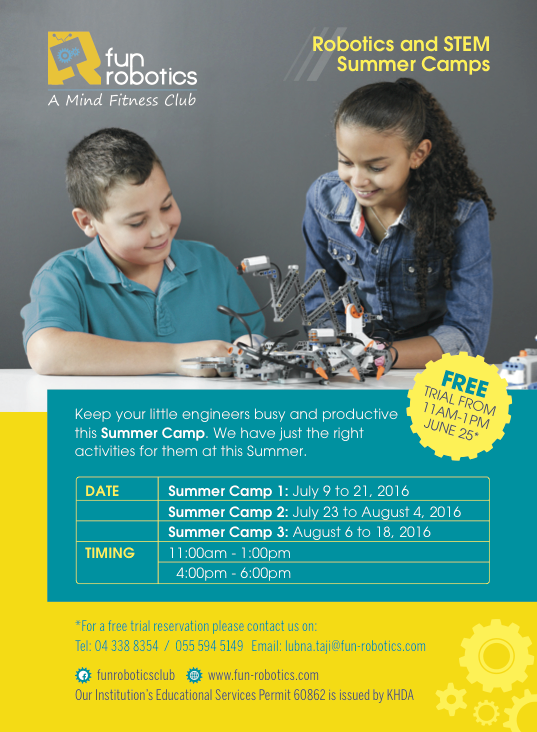 fun
robotics
A Mind Fitness Club
Robotics and STEM
Summer Camps
FREE
TRIAL FROM
11AM-1PM
JUNE 25*
Keep your little engineers busy and productive
this Summer Camp. We have just the right
activities for them at this Summer.
DATE Summer Camp 1: July 9 to 21, 2016
Summer Camp 2: July 23 to August 4, 2016
Summer Camp 3: August 6 to 18, 2016
TIMING 11:00am - 1:00pm
4:00pm - 6:00pm
*For a free trial reservation please contact us on:
Tel: 04 338 8354 / 055 594 5149 Email: lubna.taji@fun-robotics.com
funroboticsclub www.fun-robotics.com
Our Institution's Educational Services Permit 60862 is issued by KHDA